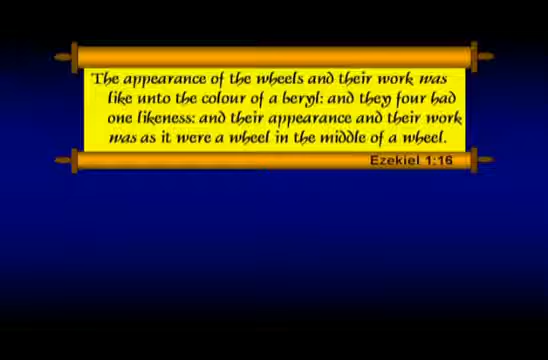 The appearance of the wheels and their work was
like unto the colour of a beryl: and they four had
one likeness: and their appearance and their work
was as it were a wheel in the middle of a wheel.
Ezekiel 1:16